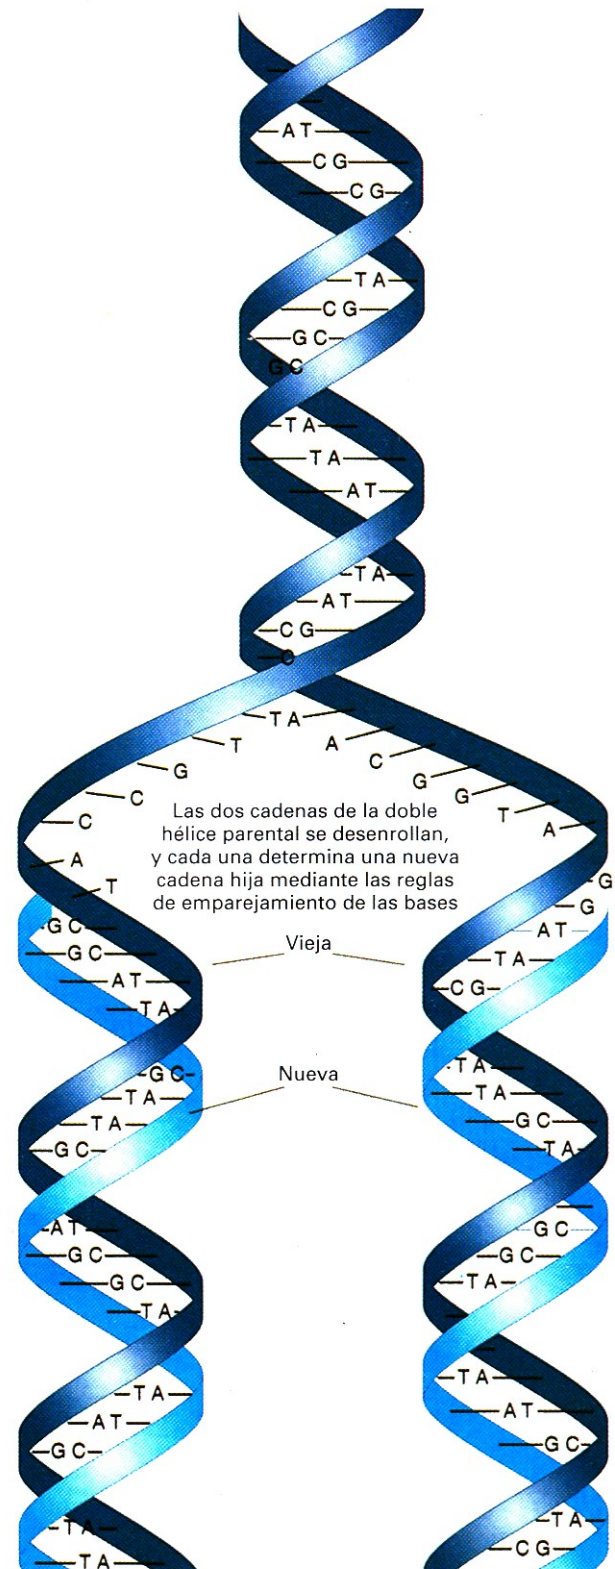 A T
C G
C G
T A
C G
G C
G C
T A
T A
A T
T A
A T
C G
T A
T A
G C
C G
C G
A T
T A
Las dos cadenas de la doble
hélice parental se desenrollan,
y cada una determina una nueva
cadena hija mediante las reglas
de emparejamiento de las bases
G
G
G C
A T
Vieja
G C
T A
A T
C G
T A
T A
G C
Nueva
T A
T A
T A
G C
G C
T A
A T
G C
G C
G C
G C
T A
T A
T A
T A
A T
A T
G C
G C
T A
T A
C G
T A